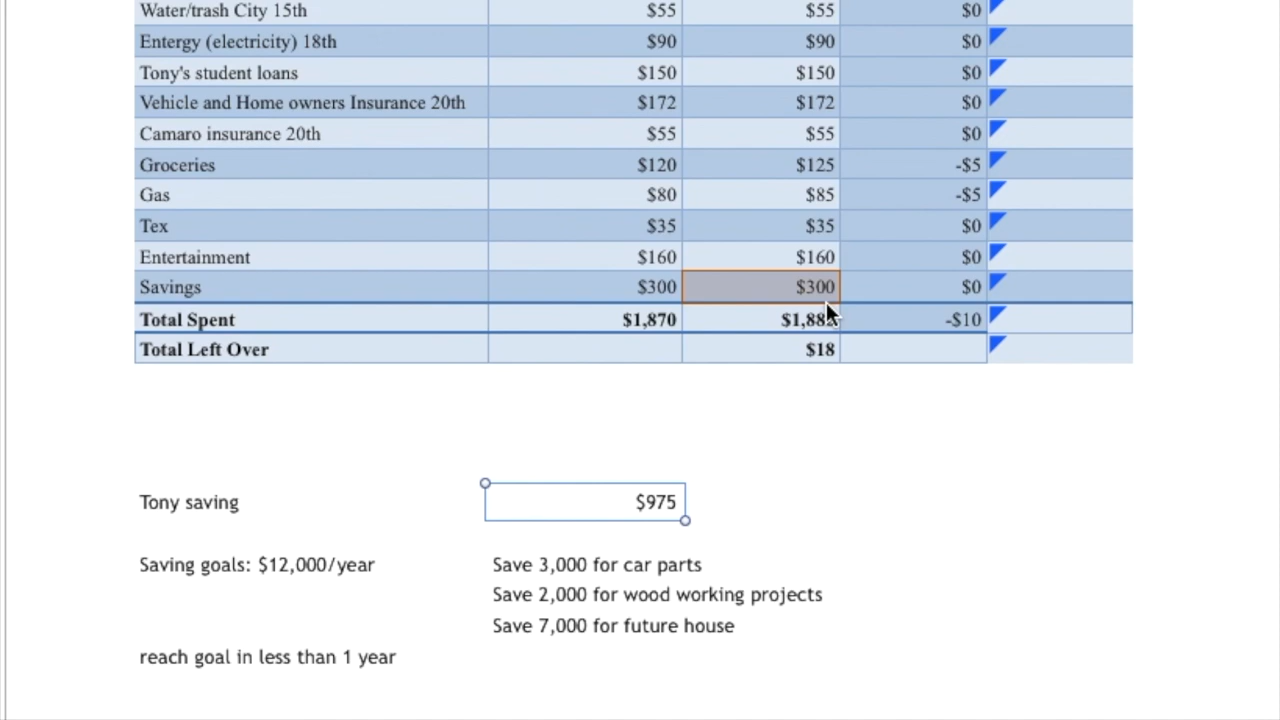 Water/trash City 15th $55 $55 $0
Entergy (electricity) 18th $90 $90 $0
Tony's student loans $150 $150 $0
Vehicle and Home owners Insurance 20th $172 $172 $0
Camaro insurance 20th $55 $55 $0
Groceries $120 $125 -$5
Gas $80 $85 -$5
Tex $35 $35 $0
Entertainment $160 $160 $0
Savings $300 $300 $0
Total Spent $1,870 -$10
Total Left Over $18
Tony saving $975
Saving goals: $12,000/year Save 3,000 for car parts
Save 2,000 for wood working projects
Save 7,000 for future house
reach goal in less than 1 year